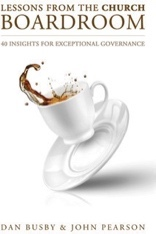 LESSONS FROM THE CHURCH
BOARDROOM
40 INSIGHTS FOR EXCEPTIONAL GOVERNANCE
DAN BUSBY & JOHN PEARSON